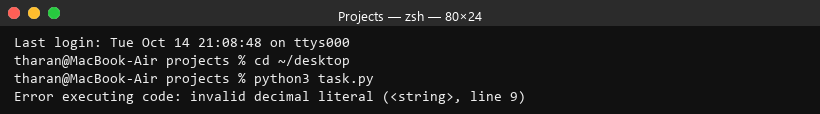 Projects — zsh — 80×24
Last login: Tue Oct 14 21:08:48 on ttys000
tharan@MacBook-Air projects % cd ~/desktop
tharan@MacBook-Air projects % python3 task.py
Error executing code: invalid decimal literal (<string>, line 9)